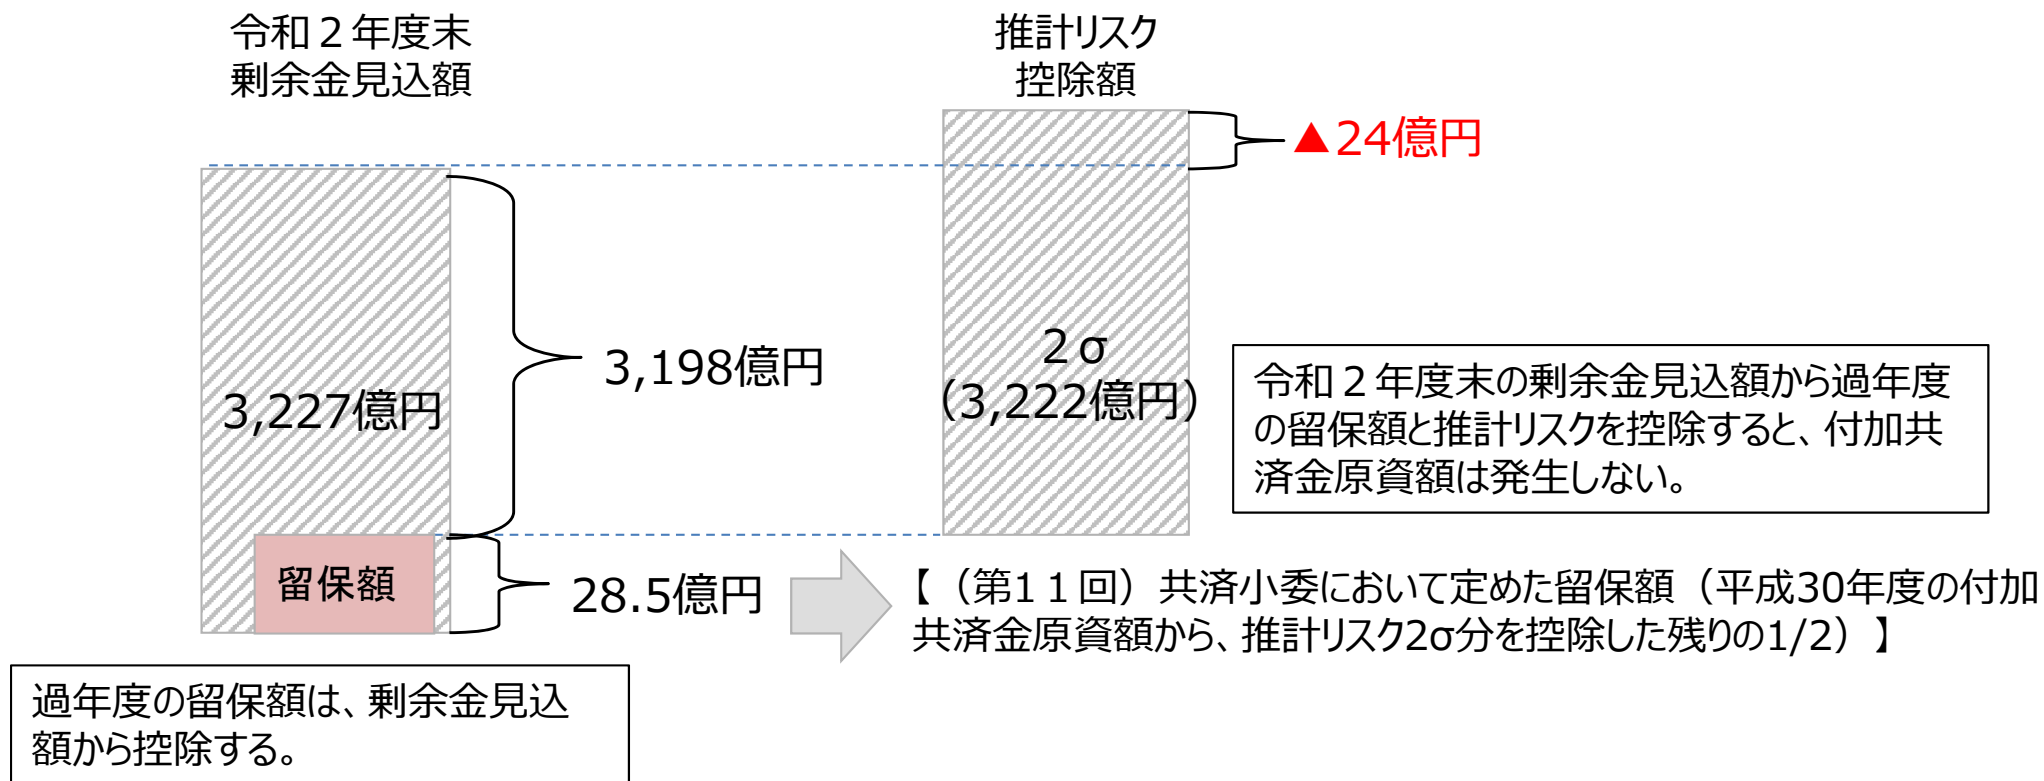 令和２年度末
剰余金見込額
推計リスク
控除額
▲24億円
3,227億円
3,198億円
２σ
（3,222億円）
令和２年度末の剰余金見込額から過年度
の留保額と推計リスクを控除すると、付加共
済金原資額は発生しない。
留保額
28.5億円
【（第1１回）共済小委において定めた留保額（平成30年度の付加
共済金原資額から、推計リスク2σ分を控除した残りの1/2）】
過年度の留保額は、剰余金見込
額から控除する。